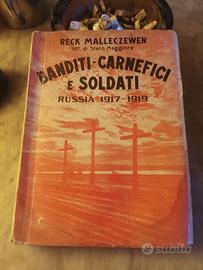 RECK MALLECZEWEN
Uff. di Stato Maggiore
BANDITI-CARNEFICI
E SOLDATI
RUSSIA 1917-1919
subito